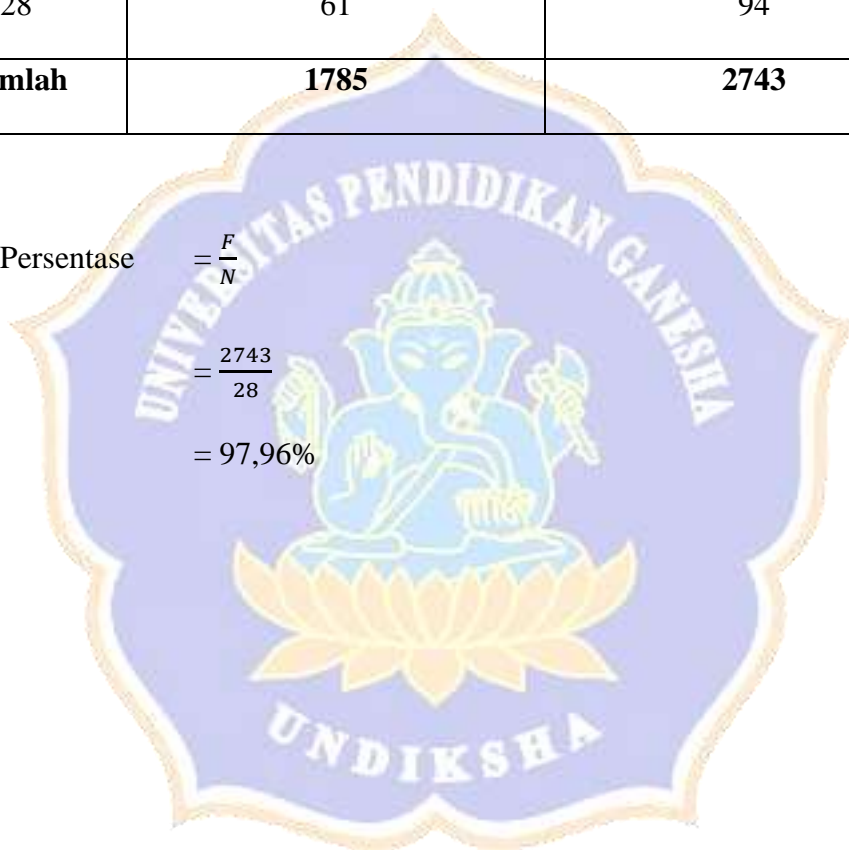 28 61 94
mlah 1785 2743
Persentase = F/N
= 2743/28
= 97,96%
UNIVERSITAS PENDIDIKAN GANESHA
UNDIKSHA